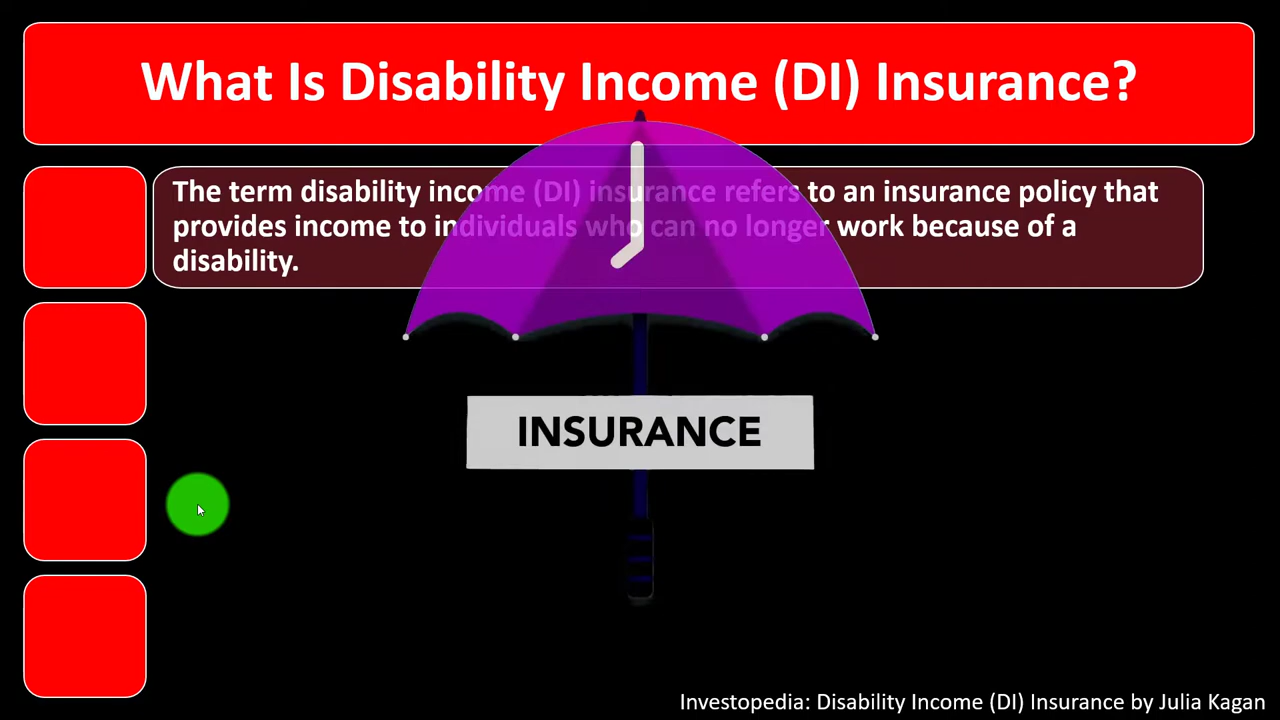 What Is Disability Income (DI) Insurance?
The term disability income (DI) insurance refers to an insurance policy that
provides income to individuals who can no longer work because of a
disability.
INSURANCE
Investopedia: Disability Income (DI) Insurance by Julia Kagan